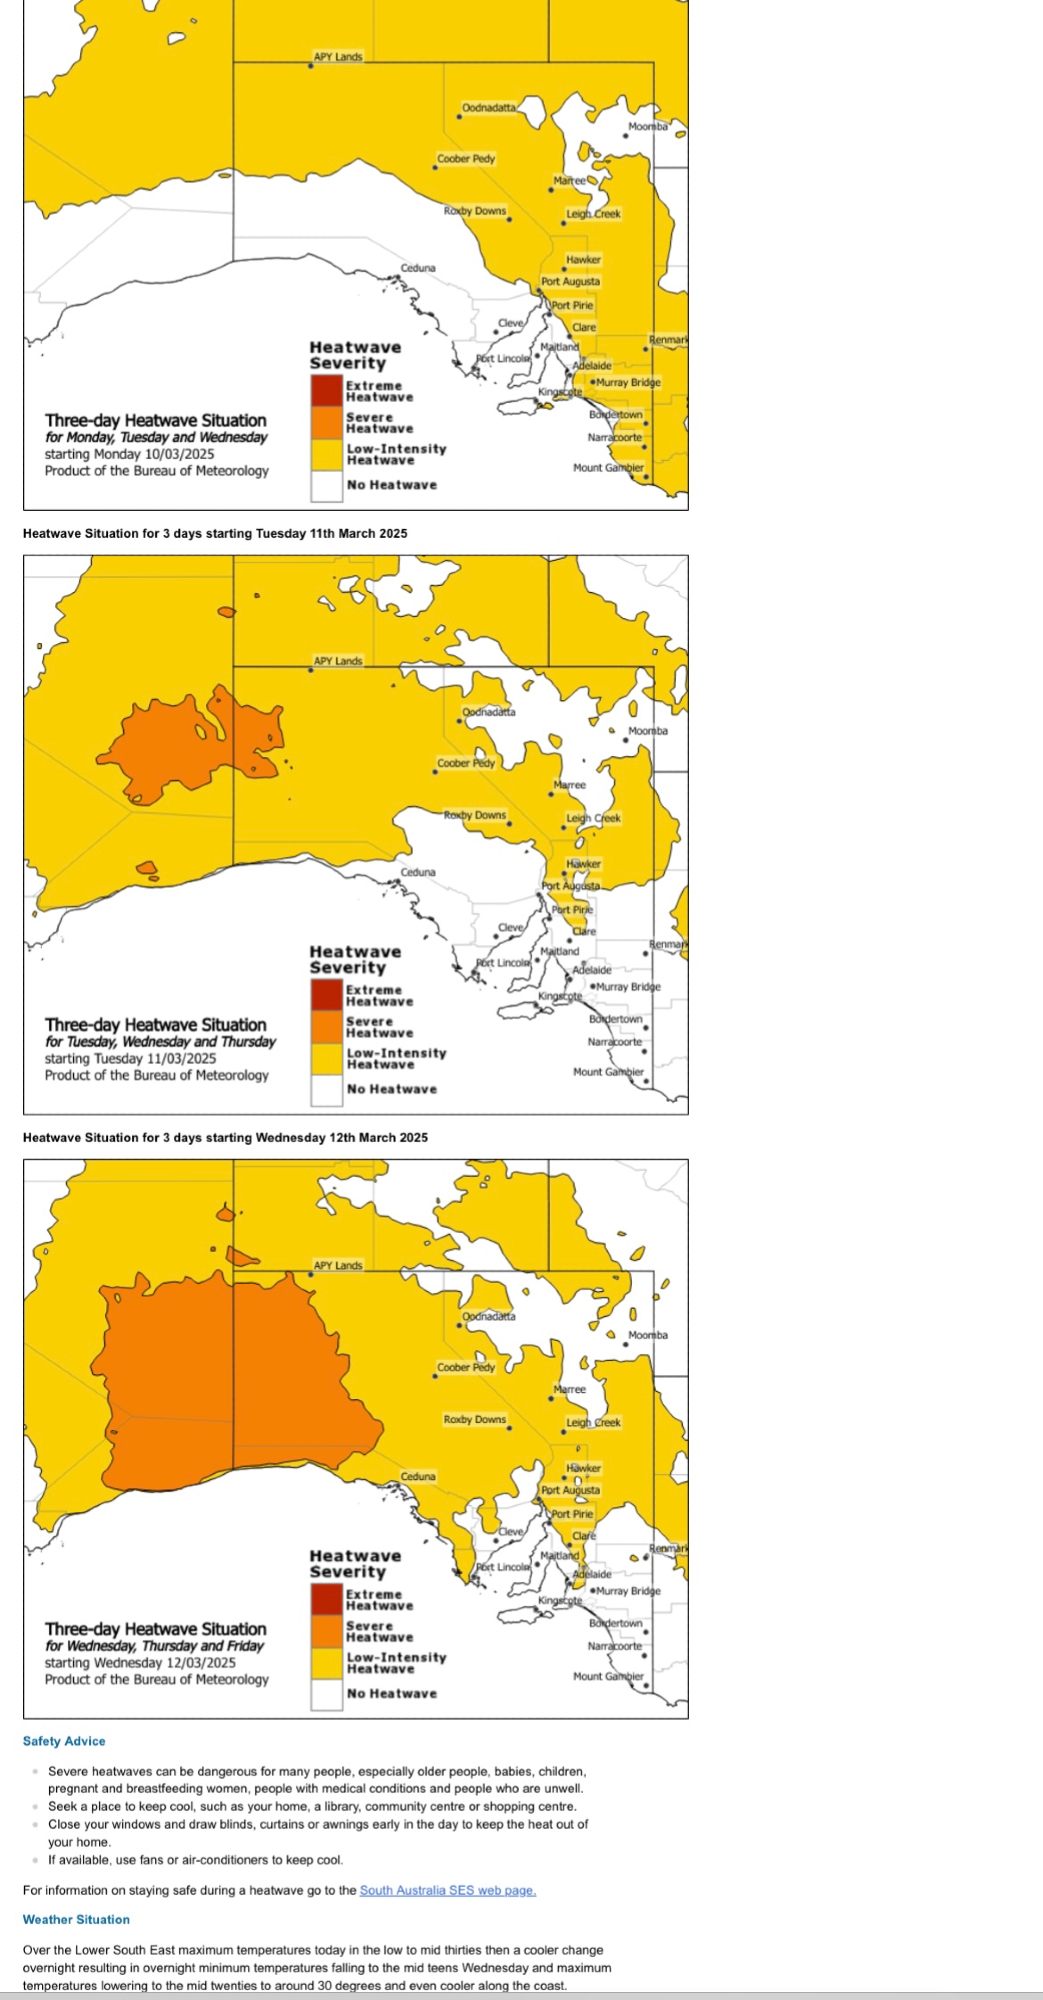 APY Lands
Oodnadatta
Moomba
Coober Pedy
Marree
Roxby Downs
Leigh Creek
Hawker
Ceduna
Port Augusta
Port Pirie
Cleve
Clare
Renmark
Maitland
Port Lincoln
Adelaide
Murray Bridge
Kingscote
Bordertown
Narracoorte
Mount Gambier
Heatwave
Severity
Extreme
Heatwave
Severe
Heatwave
Low-Intensity
Heatwave
No Heatwave
Three-day Heatwave Situation
for Monday, Tuesday and Wednesday
starting Monday 10/03/2025
Product of the Bureau of Meteorology
Heatwave Situation for 3 days starting Tuesday 11th March 2025
APY Lands
Oodnadatta
Moomba
Coober Pedy
Marree
Roxby Downs
Leigh Creek
Hawker
Ceduna
Port Augusta
Port Pirie
Cleve
Clare
Renmark
Maitland
Port Lincoln
Adelaide
Murray Bridge
Kingscote
Bordertown
Narracoorte
Mount Gambier
Heatwave
Severity
Extreme
Heatwave
Severe
Heatwave
Low-Intensity
Heatwave
No Heatwave
Three-day Heatwave Situation
for Tuesday, Wednesday and Thursday
starting Tuesday 11/03/2025
Product of the Bureau of Meteorology
Heatwave Situation for 3 days starting Wednesday 12th March 2025
APY Lands
Oodnadatta
Moomba
Coober Pedy
Marree
Roxby Downs
Leigh Creek
Hawker
Ceduna
Port Augusta
Port Pirie
Cleve
Clare
Renmark
Maitland
Port Lincoln
Adelaide
Murray Bridge
Kingscote
Bordertown
Narracoorte
Mount Gambier
Heatwave
Severity
Extreme
Heatwave
Severe
Heatwave
Low-Intensity
Heatwave
No Heatwave
Three-day Heatwave Situation
for Wednesday, Thursday and Friday
starting Wednesday 12/03/2025
Product of the Bureau of Meteorology
Safety Advice
Severe heatwaves can be dangerous for many people, especially older people, babies, children,
pregnant and breastfeeding women, people with medical conditions and people who are unwell.
Seek a place to keep cool, such as your home, a library, community centre or shopping centre.
Close your windows and draw blinds, curtains or awnings early in the day to keep the heat out of
your home.
If available, use fans or air-conditioners to keep cool.
For information on staying safe during a heatwave go to the South Australia SES web page.
Weather Situation
Over the Lower South East maximum temperatures today in the low to mid thirties then a cooler change
overnight resulting in overnight minimum temperatures falling to the mid teens Wednesday and maximum
temperatures lowering to the mid twenties to around 30 degrees and even cooler along the coast.